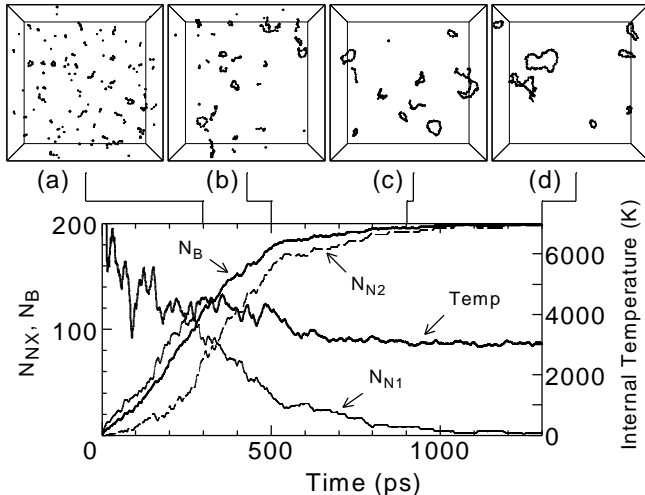 (a) (b) (c) (d)
200
100
0
N_NX, N_B
N_B
N_N2
Temp
N_N1
6000
4000
2000
0
Internal Temperature (K)
0 500 1000
Time (ps)